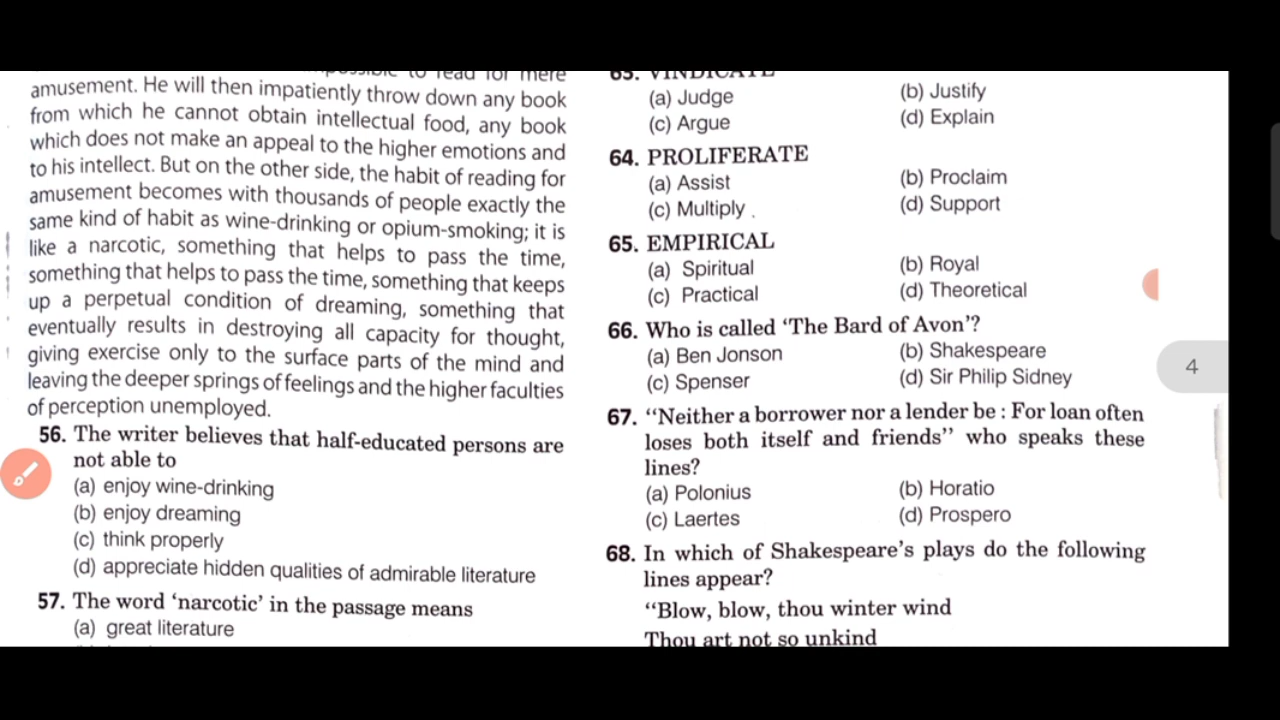 to read for mere
amusement. He will then impatiently throw down any book
from which he cannot obtain intellectual food, any book
which does not make an appeal to the higher emotions and
to his intellect. But on the other side, the habit of reading for
amusement becomes with thousands of people exactly the
same kind of habit as wine-drinking or opium-smoking; it is
like a narcotic, something that helps to pass the time,
something that helps to pass the time, something that keeps
up a perpetual condition of dreaming, something that
eventually results in destroying all capacity for thought,
giving exercise only to the surface parts of the mind and
leaving the deeper springs of feelings and the higher faculties
of perception unemployed.
56. The writer believes that half-educated persons are
not able to
(a) enjoy wine-drinking
(b) enjoy dreaming
(c) think properly
(d) appreciate hidden qualities of admirable literature
57. The word ‘narcotic’ in the passage means
(a) great literature
63. VINDICATE
(a) Judge (b) Justify
(c) Argue (d) Explain
64. PROLIFERATE
(a) Assist (b) Proclaim
(c) Multiply . (d) Support
65. EMPIRICAL
(a) Spiritual (b) Royal
(c) Practical (d) Theoretical
66. Who is called ‘The Bard of Avon’?
(a) Ben Jonson (b) Shakespeare
(c) Spenser (d) Sir Philip Sidney
67. “Neither a borrower nor a lender be : For loan often
loses both itself and friends” who speaks these
lines?
(a) Polonius (b) Horatio
(c) Laertes (d) Prospero
68. In which of Shakespeare’s plays do the following
lines appear?
“Blow, blow, thou winter wind
Thou art not so unkind
4